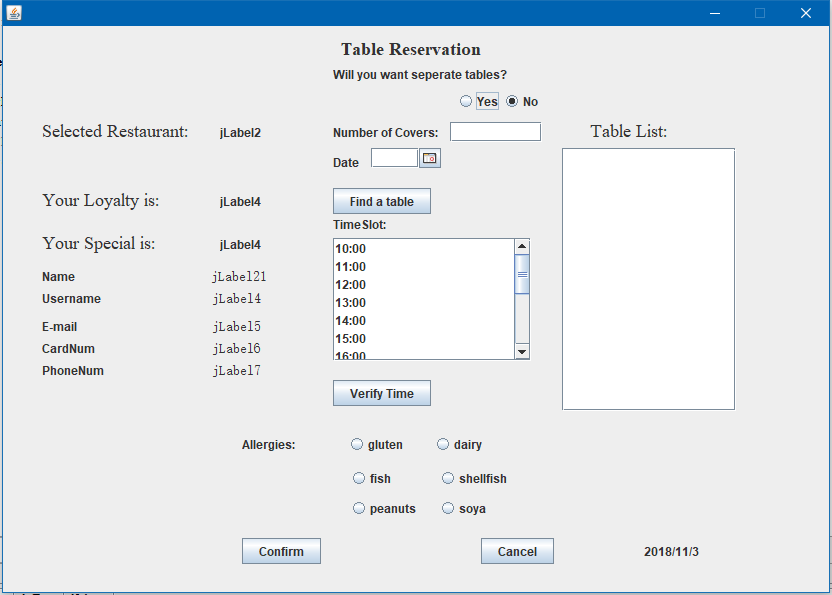 Table Reservation
Will you want seperate tables?
Yes No
Selected Restaurant: jLabel2 Number of Covers: Table List:
Date
Your Loyalty is: jLabel4 Find a table
TimeSlot:
Your Special is: jLabel4
10:00
11:00
12:00
13:00
14:00
15:00
16:00
Name jLabel21
Username jLabel4
E-mail jLabel5
CardNum jLabel6
PhoneNum jLabel7
Verify Time
Allergies: gluten dairy
fish shellfish
peanuts soya
Confirm Cancel 2018/11/3